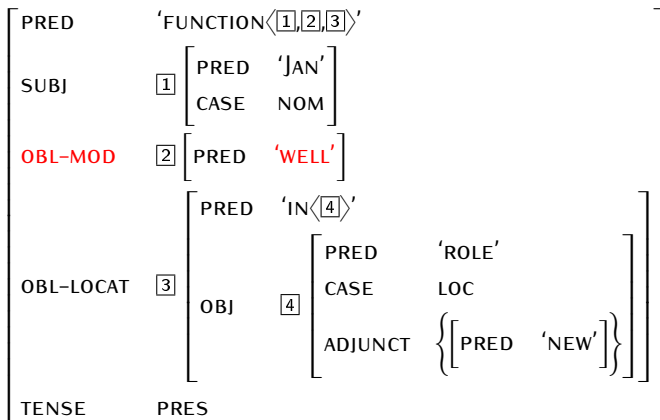 PRED ‘FUNCTION⟨1,2,3⟩’
SUBJ 1 PRED ‘JAN’
CASE NOM
OBL–MOD 2 PRED ‘WELL’
OBL–LOCAT 3 PRED ‘IN⟨4⟩’
OBJ 4 PRED ‘ROLE’
CASE LOC
ADJUNCT {[PRED ‘NEW’]}
TENSE PRES